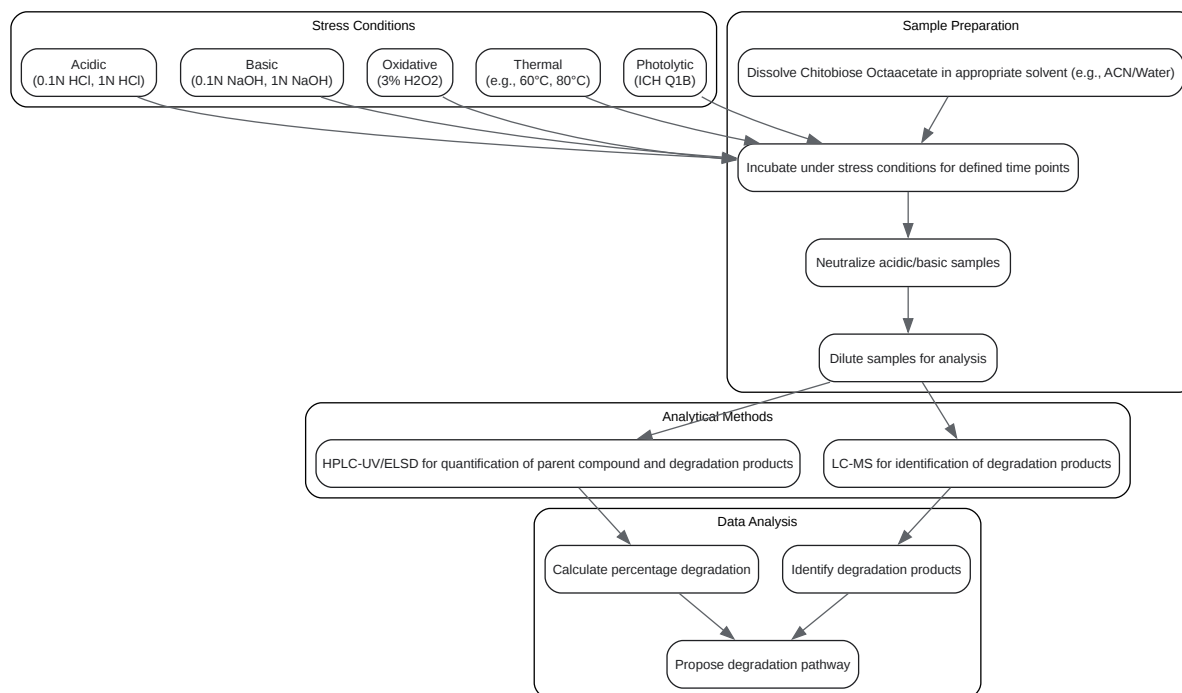 Stress Conditions
Acidic
(0.1N HCl, 1N HCl)
Basic
(0.1N NaOH, 1N NaOH)
Oxidative
(3% H2O2)
Thermal
(e.g., 60°C, 80°C)
Photolytic
(ICH Q1B)
Sample Preparation
Dissolve Chitobiose Octaacetate in appropriate solvent (e.g., ACN/Water)
Incubate under stress conditions for defined time points
Neutralize acidic/basic samples
Dilute samples for analysis
Analytical Methods
HPLC-UV/ELSD for quantification of parent compound and degradation products
LC-MS for identification of degradation products
Data Analysis
Calculate percentage degradation
Identify degradation products
Propose degradation pathway